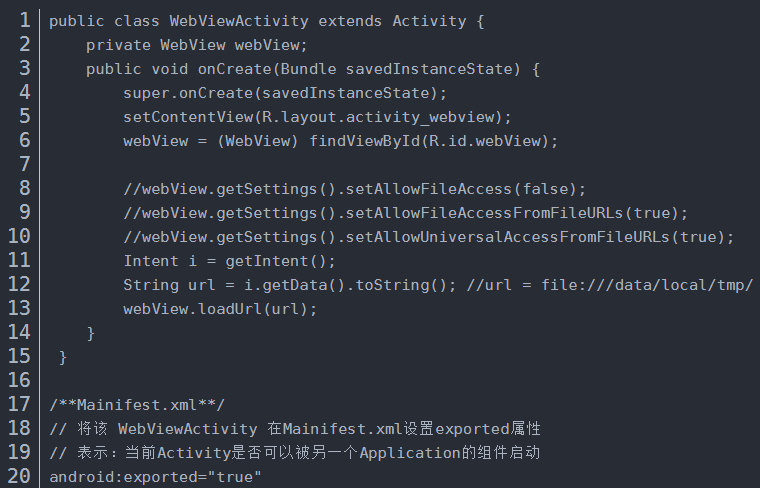 1 public class WebViewActivity extends Activity {
2 private WebView webView;
3 public void onCreate(Bundle savedInstanceState) {
4 super.onCreate(savedInstanceState);
5 setContentView(R.layout.activity_webview);
6 webView = (WebView) findViewById(R.id.webView);
7
8 //webView.getSettings().setAllowFileAccess(false);
9 //webView.getSettings().setAllowFileAccessFromFileURLs(true);
10 //webView.getSettings().setAllowUniversalAccessFromFileURLs(true);
11 Intent i = getIntent();
12 String url = i.getData().toString(); //url = file:///data/local/tmp/
13 webView.loadUrl(url);
14 }
15 }
16
17 /**Mainifest.xml**/
18 // 将该 WebViewActivity 在Mainifest.xml设置exported属性
19 // 表示：当前Activity是否可以被另一个Application的组件启动
20 android:exported="true"